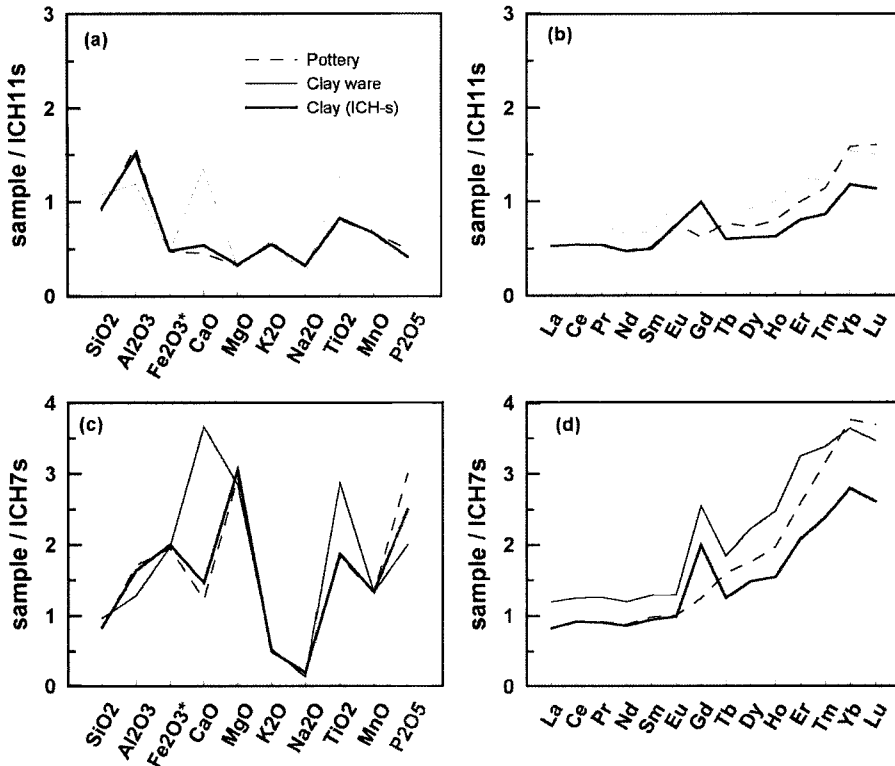 (a)
Pottery
Clay ware
Clay (ICH-s)
sample / ICH11s
3
2
1
0
SiO2 Al2O3 Fe2O3* CaO MgO K2O Na2O TiO2 MnO P2O5
(b)
sample / ICH11s
3
2
1
0
La Ce Pr Nd Sm Eu Gd Tb Dy Ho Er Tm Yb Lu
(c)
sample / ICH7s
4
3
2
1
0
SiO2 Al2O3 Fe2O3* CaO MgO K2O Na2O TiO2 MnO P2O5
(d)
sample / ICH7s
4
3
2
1
0
La Ce Pr Nd Sm Eu Gd Tb Dy Ho Er Tm Yb Lu